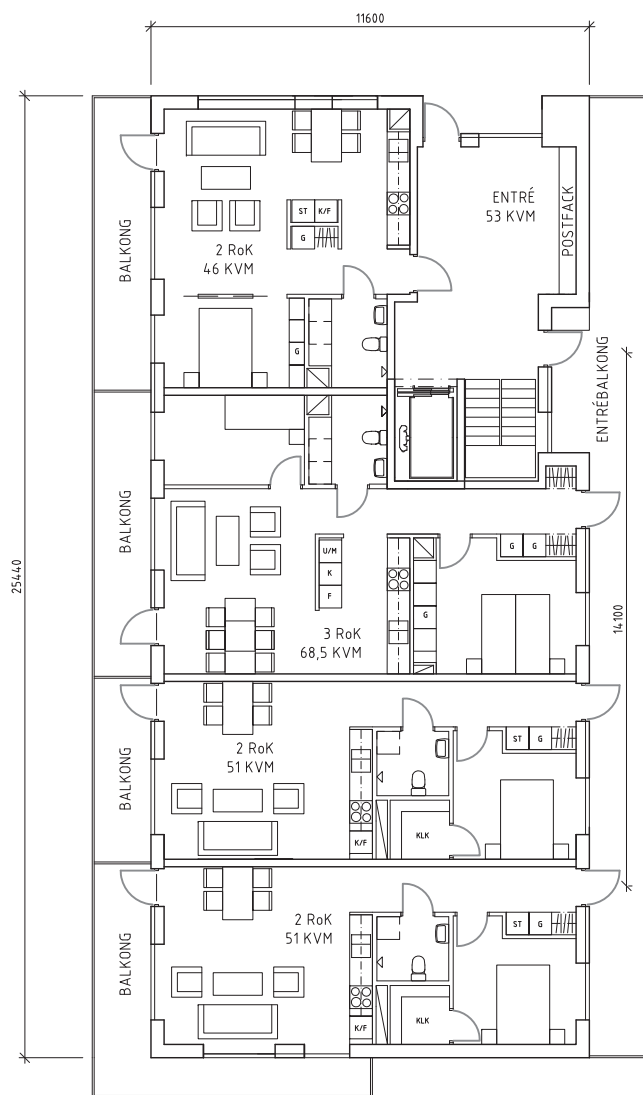 11600
BALKONG
ENTRÉ
53 KVM
POSTFACK
ST K/F
G
2 RoK
46 KVM
G
ENTRÉBALKONG
25440
BALKONG
U/M
K
F
G G
G
3 RoK
68,5 KVM
14100
BALKONG
2 RoK
51 KVM
ST G
KLK
K/F
BALKONG
2 RoK
51 KVM
ST G
KLK
K/F